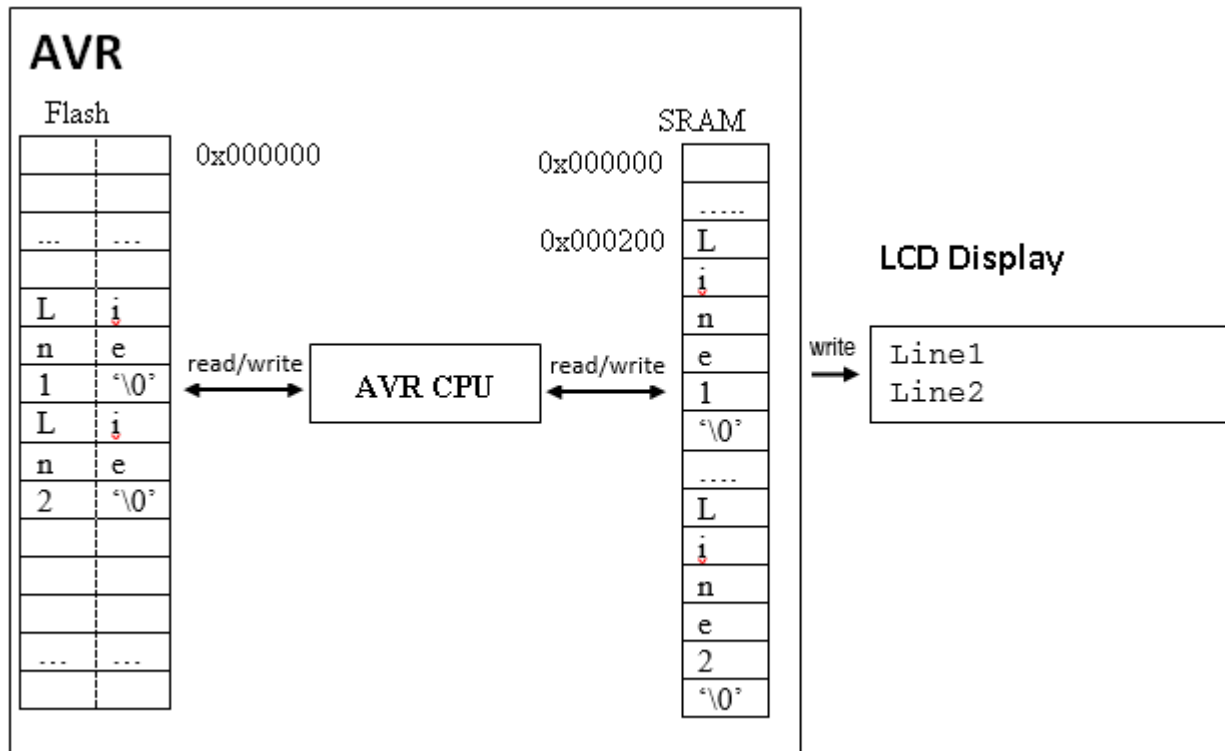 AVR
Flash
0x000000
... ...
L i
n e
1 ‘\0’
L i
n e
2 ‘\0’
... ...
read/write
AVR CPU
read/write
SRAM
0x000000
.....
0x000200 L
i
n
e
1
‘\0’
....
L
i
n
e
2
‘\0’
write
LCD Display
Line1
Line2